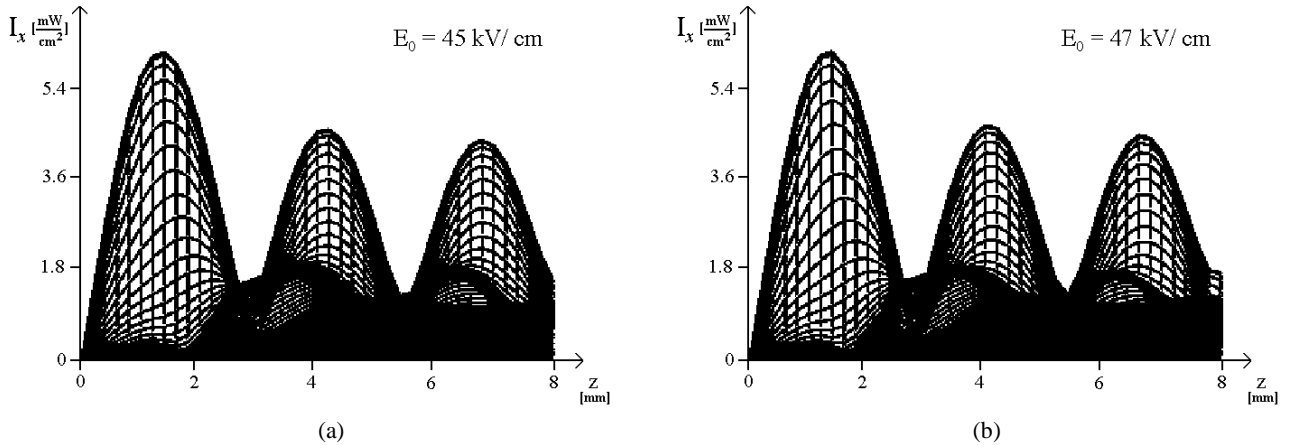 I_x [mW/cm²]
E₀ = 45 kV/ cm
5.4
3.6
1.8
0
0 2 4 6 8
z
[mm]
(a)
I_x [mW/cm²]
E₀ = 47 kV/ cm
5.4
3.6
1.8
0
0 2 4 6 8
z
[mm]
(b)